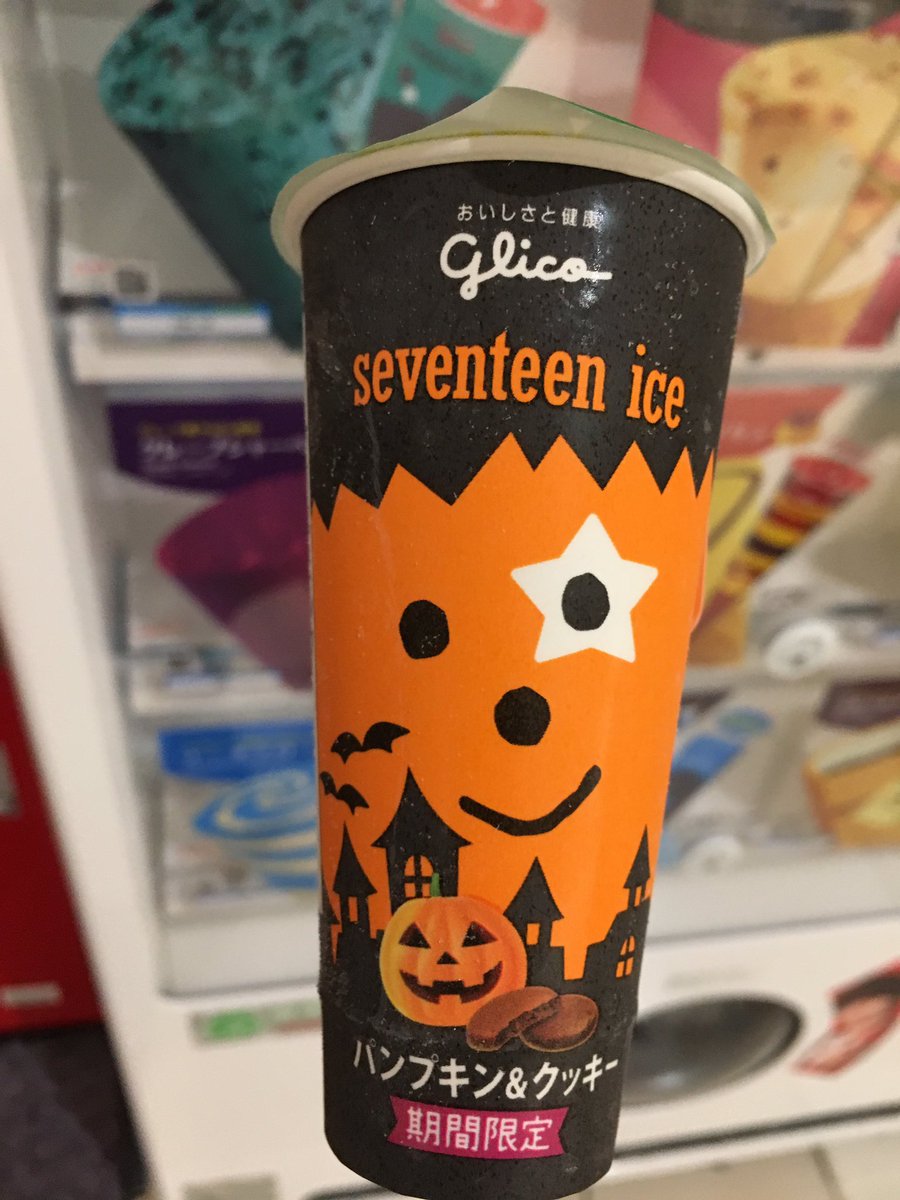 おいしさと健康
Glico
seventeen ice
パンプキン&クッキー
期間限定